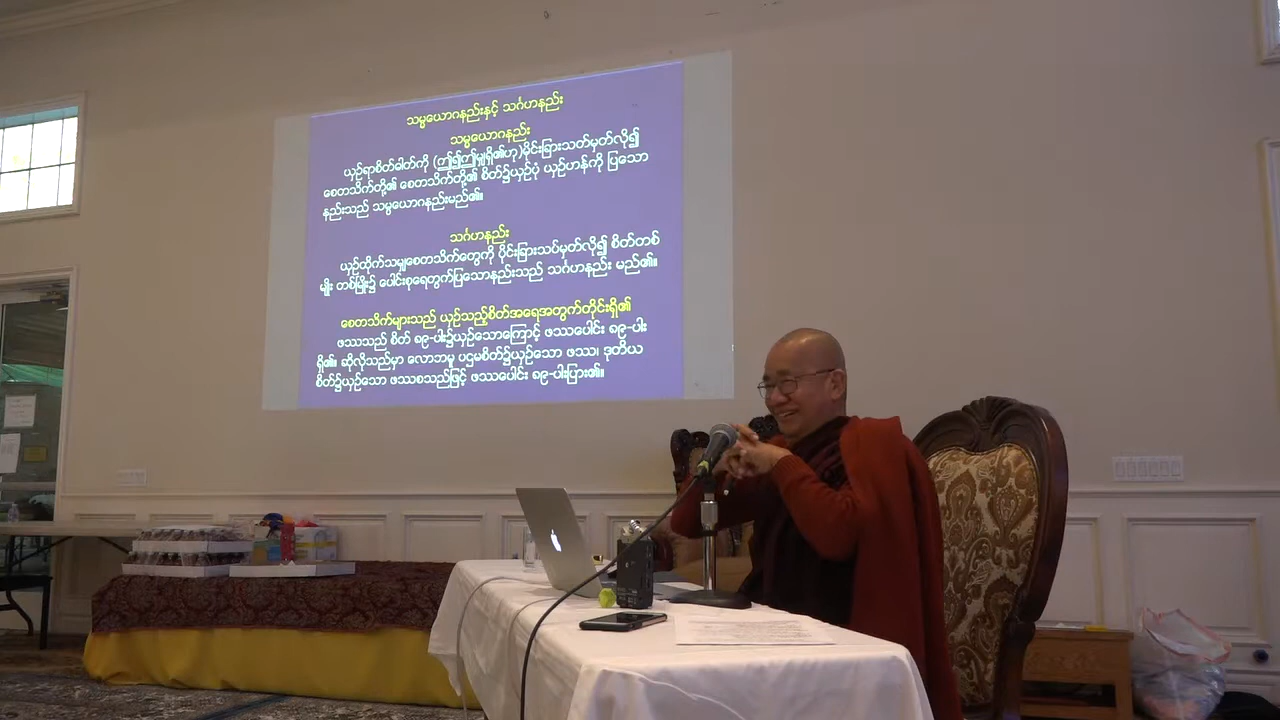 သမ္ပယောဂနည်းနှင့် သင်္ဂဟနည်း
သမ္ပယောဂနည်း
ယှဉ်ရာစိတ်ဓါတ်ကို (ဤ၍ဤမျှရှိ၏ဟု)ခိုင်းခြားသတ်မှတ်လို၍
စေတသိက်တို့၏ စေတသိက်တို့၏ စိတ်၌ယှဉ်ပုံ ယှဉ်ဟန်ကို ပြသော
နည်းသည် သမ္ပယောဂနည်းမည်၏။
သင်္ဂဟနည်း
ယှဉ်ထိုက်သမျှစေတသိက်တွေကို ပိုင်းခြားသပ်မှတ်လို၍ စိတ်တစ်
မျိုး တစ်မျိုး၌ ပေါင်းစုရေတွက်ပြသောနည်းသည် သင်္ဂဟနည်း မည်၏။
စေတသိက်များသည် ယှဉ်သည့်စိတ်အရေအတွက်တိုင်းရှိ၏
ဖဿသည် စိတ် ၈၉-ပါး၌ယှဉ်သောကြောင့် ဖဿပေါင်း ၈၉-ပါး
ရှိ၏။ ဆိုလိုသည်မှာ လောဘမူ ပဌမစိတ်၌ယှဉ်သော ဖဿ၊ ဒုတိယ
စိတ်၌ယှဉ်သော ဖဿစသည်ဖြင့် ဖဿပေါင်း ၈၉-ပါးပြား၏။